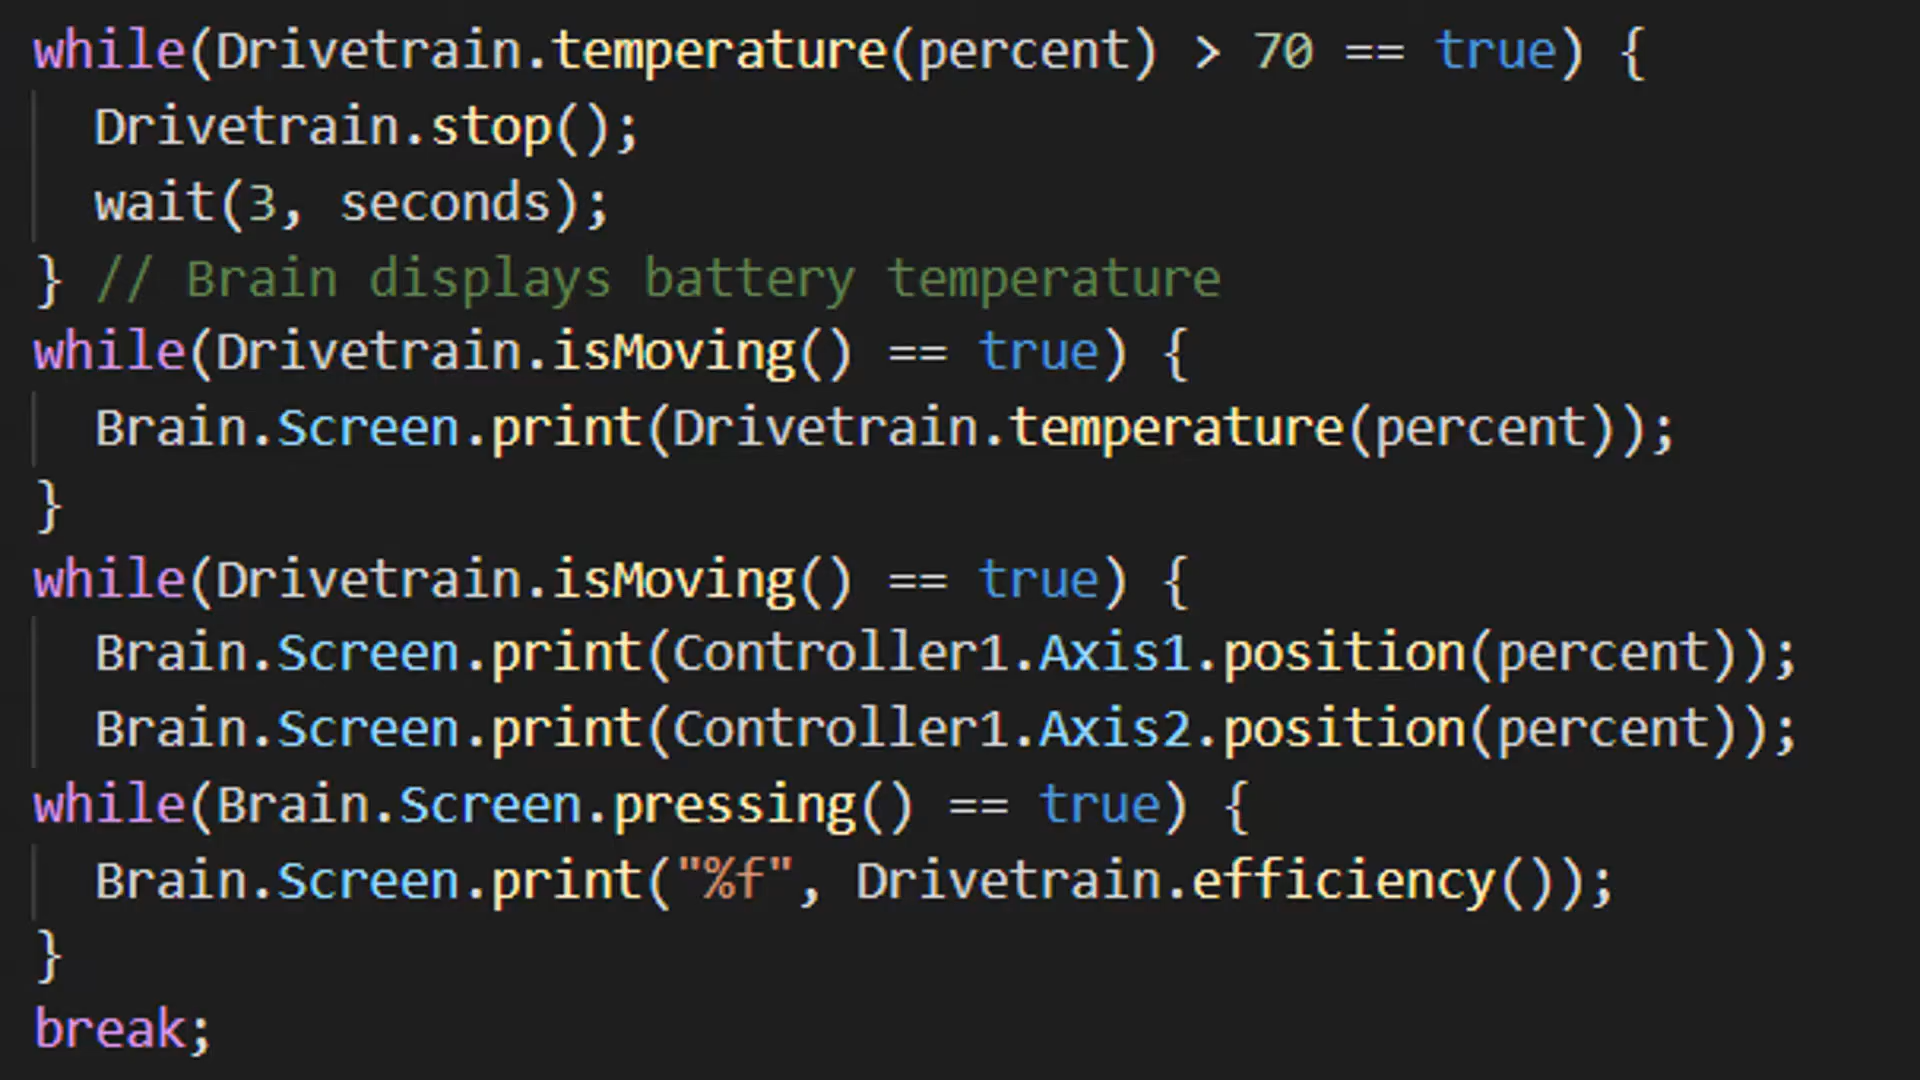 while(Drivetrain.temperature(percent) > 70 == true) {
  Drivetrain.stop();
  wait(3, seconds);
} // Brain displays battery temperature
while(Drivetrain.isMoving() == true) {
  Brain.Screen.print(Drivetrain.temperature(percent));
}
while(Drivetrain.isMoving() == true) {
  Brain.Screen.print(Controller1.Axis1.position(percent));
  Brain.Screen.print(Controller1.Axis2.position(percent));
while(Brain.Screen.pressing() == true) {
  Brain.Screen.print("%f", Drivetrain.efficiency());
}
break;